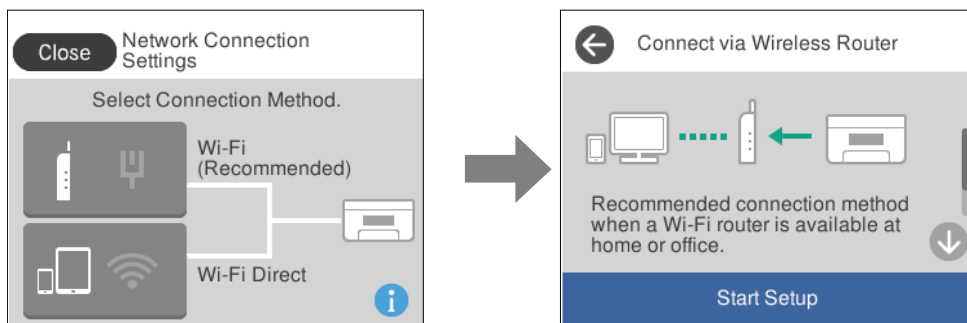 Close
Network Connection
Settings
Select Connection Method.
Wi-Fi
(Recommended)
Wi-Fi Direct
i
Connect via Wireless Router
Recommended connection method
when a Wi-Fi router is available at
home or office.
Start Setup